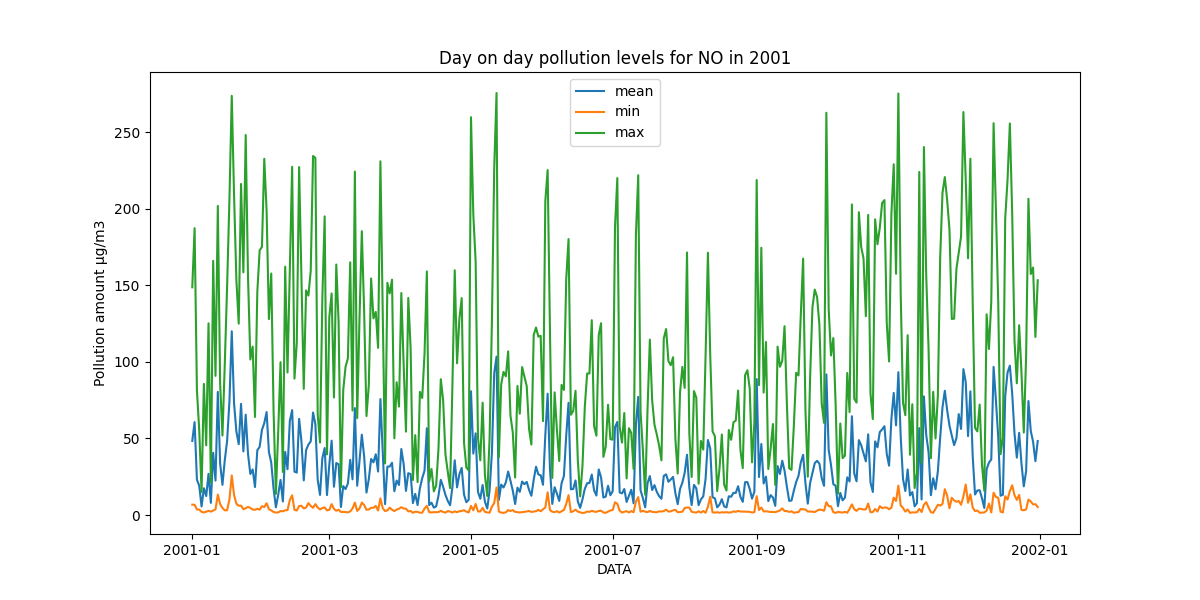 Day on day pollution levels for NO in 2001
mean
min
max
Pollution amount µg/m3
250
200
150
100
50
0
2001-01
2001-03
2001-05
2001-07
2001-09
2001-11
2002-01
DATA